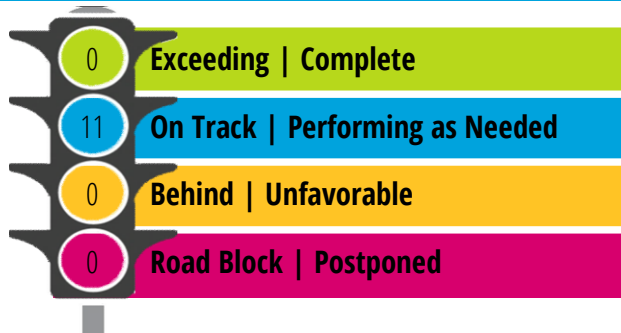 0 Exceeding | Complete
11 On Track | Performing as Needed
0 Behind | Unfavorable
0 Road Block | Postponed